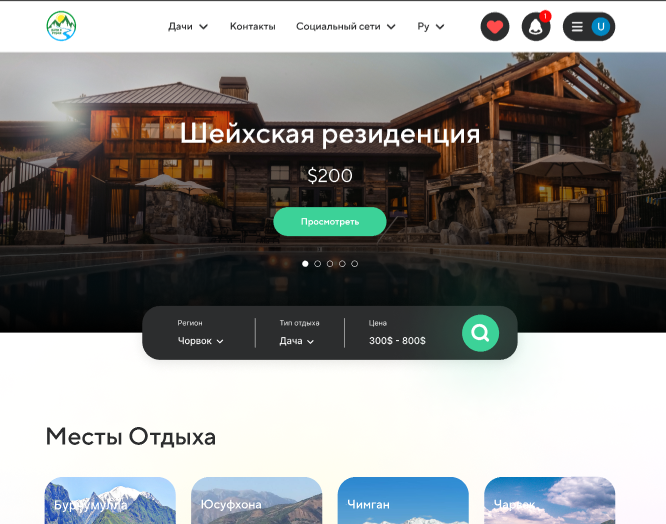 Дачи
Контакты
Социальный сети
Ру
1
U
Шейхская резиденция
$200
Просмотреть
Регион
Тип отдыха
Цена
Чорвок
Дача
300$ - 800$
Месты Отдыха
Бурчумулла
Юсуфхона
Чимган
Чарвок